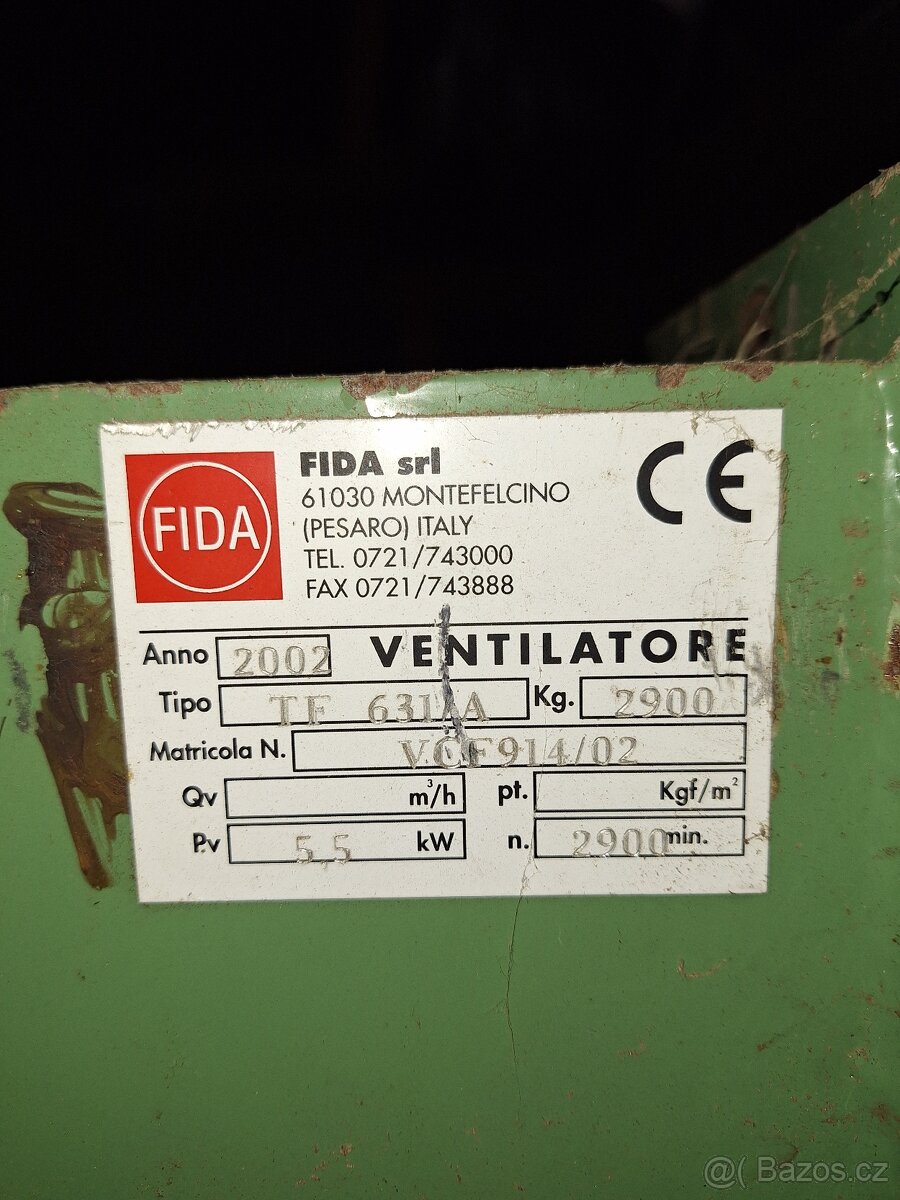 FIDA
FIDA srl
61030 MONTEFELCINO
(PESARO) ITALY
TEL. 0721/743000
FAX 0721/743888
CE
Anno 2002 VENTILATORE
Tipo TF 631/A Kg. 2900
Matricola N. VCF914/02
Qv m³/h pt. Kgf/m²
Pv 5,5 kW n. 2900 min.
@( Bazos.cz